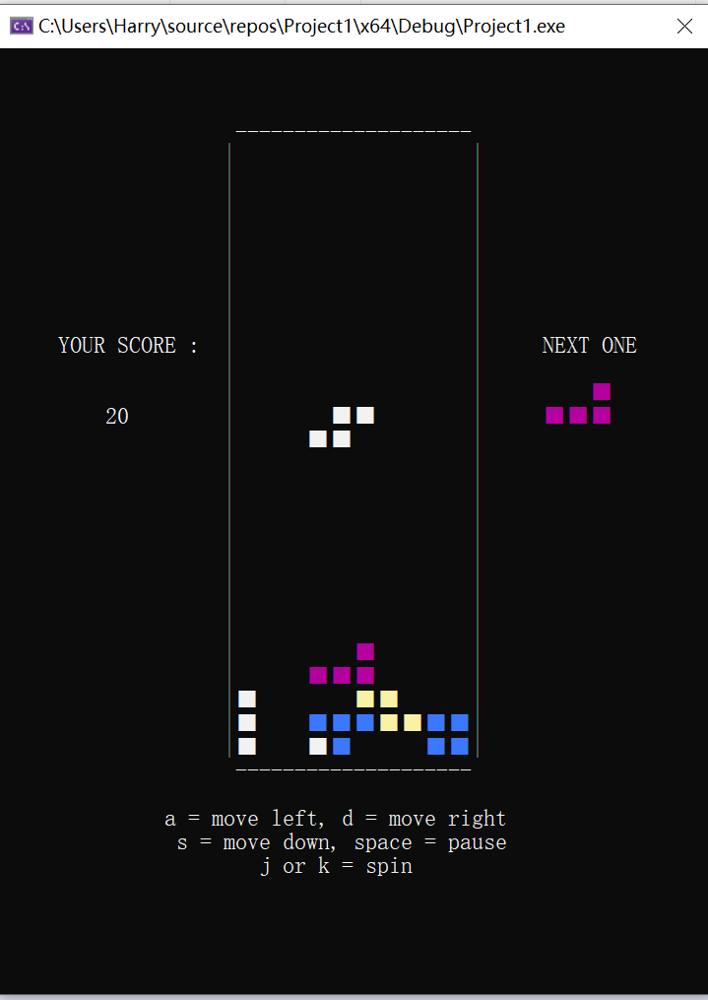 C:\Users\Harry\source\repos\Project1\x64\Debug\Project1.exe
YOUR SCORE :
NEXT ONE
20
a = move left, d = move right
s = move down, space = pause
j or k = spin